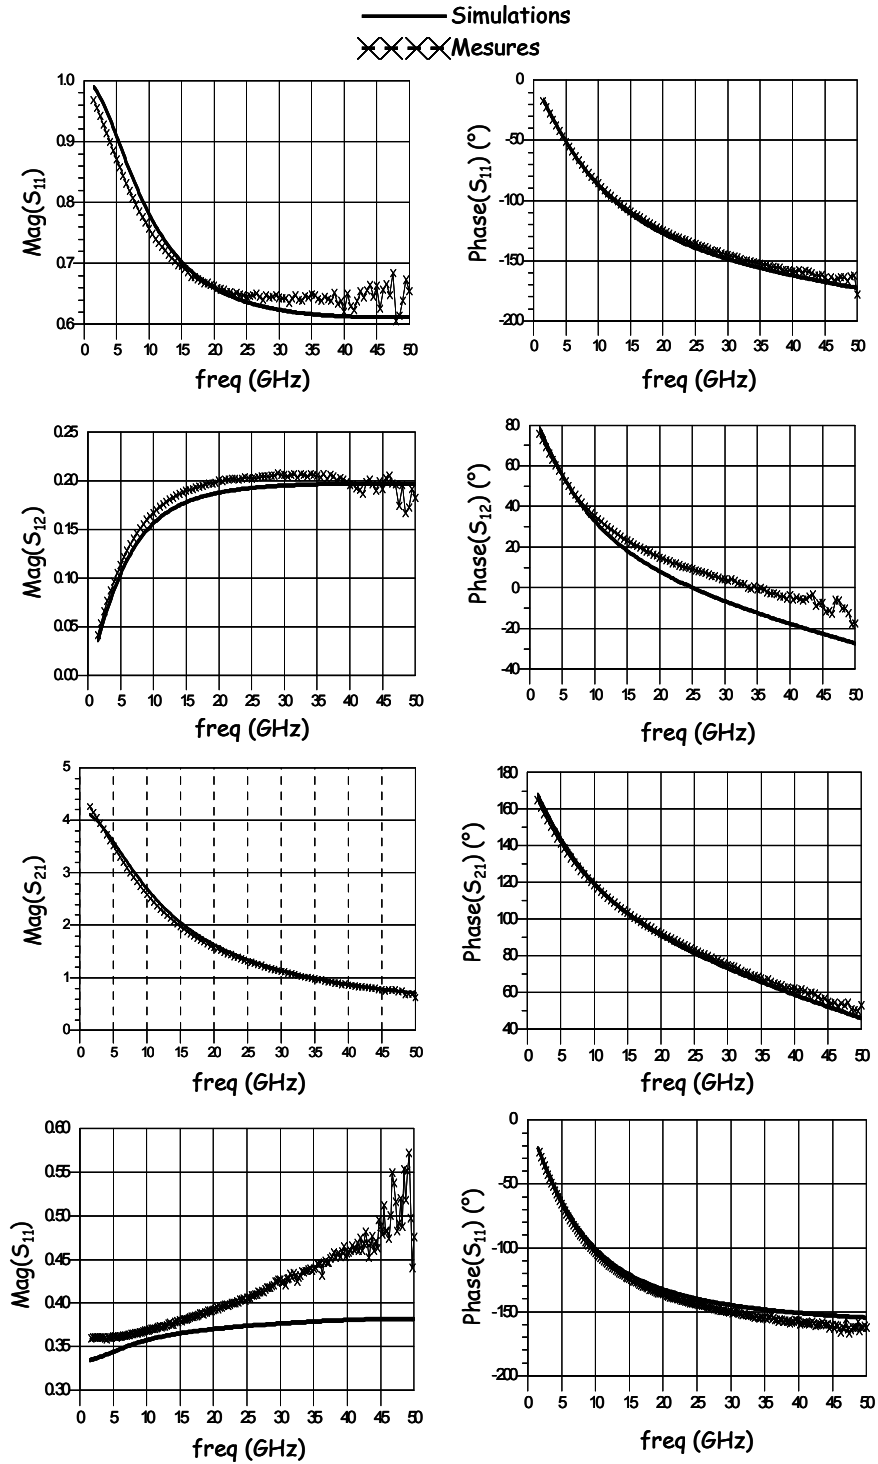 Simulations
Mesures
1.0
0.9
0.8
0.7
0.6
Mag(S11)
0 5 10 15 20 25 30 35 40 45 50
freq (GHz)
0
-50
-100
-150
-200
Phase(S11) (°)
0 5 10 15 20 25 30 35 40 45 50
freq (GHz)
0.25
0.20
0.15
0.10
0.05
0.00
Mag(S12)
0 5 10 15 20 25 30 35 40 45 50
freq (GHz)
80
60
40
20
0
-20
-40
Phase(S12) (°)
0 5 10 15 20 25 30 35 40 45 50
freq (GHz)
5
4
3
2
1
0
Mag(S21)
0 5 10 15 20 25 30 35 40 45 50
freq (GHz)
180
160
140
120
100
80
60
40
Phase(S21) (°)
0 5 10 15 20 25 30 35 40 45 50
freq (GHz)
0.60
0.55
0.50
0.45
0.40
0.35
0.30
Mag(S11)
0 5 10 15 20 25 30 35 40 45 50
freq (GHz)
0
-50
-100
-150
-200
Phase(S11) (°)
0 5 10 15 20 25 30 35 40 45 50
freq (GHz)